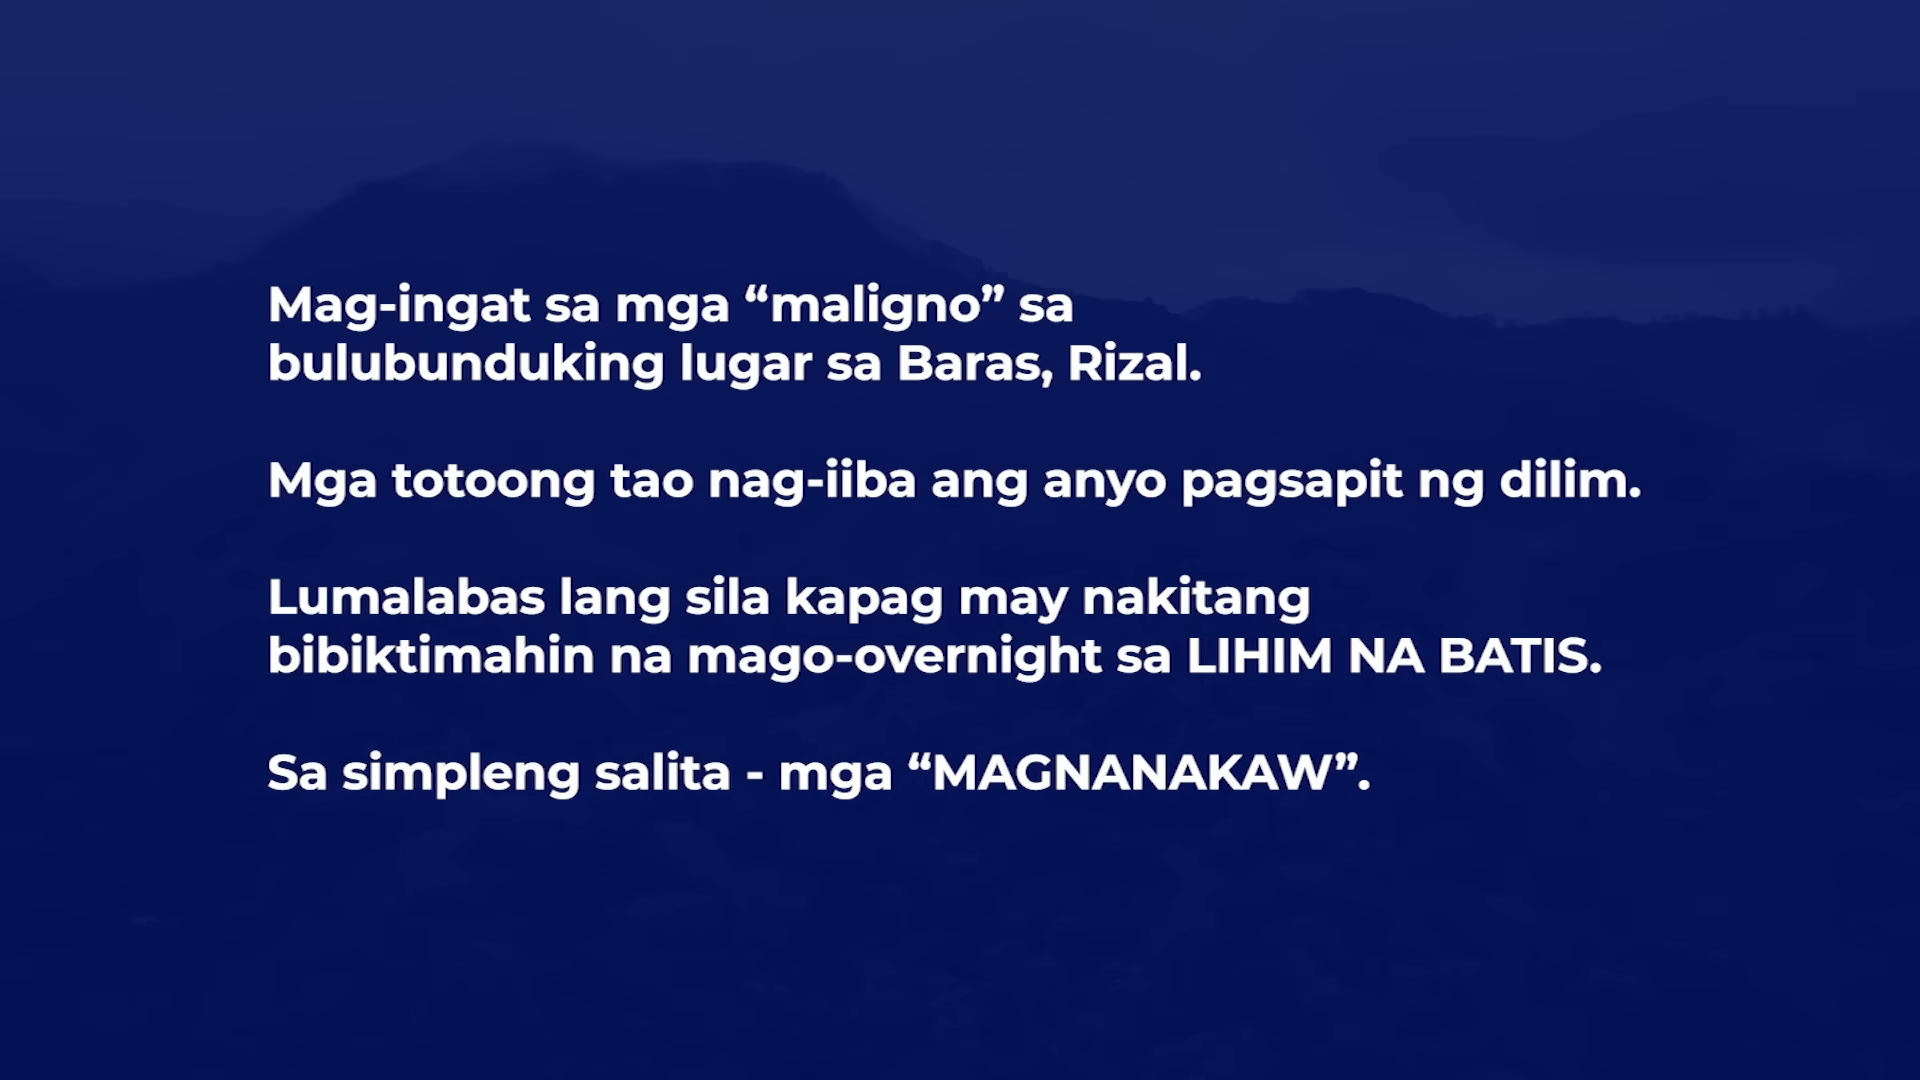 Mag-ingat sa mga “maligno” sa
bulubunduking lugar sa Baras, Rizal.
Mga totoong tao nag-iiba ang anyo pagsapit ng dilim.
Lumalabas lang sila kapag may nakitang
bibiktimahin na mago-overnight sa LIHIM NA BATIS.
Sa simpleng salita - mga “MAGNANAKAW”.